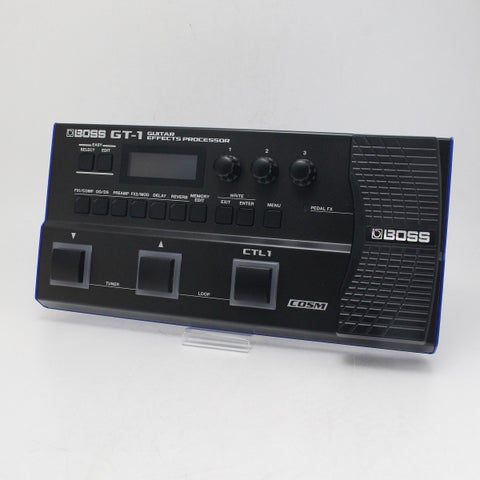 BOSS GT-1 GUITAR EFFECTS PROCESSOR
EASY
SELECT EDIT
1 2 3
FX1/COMP OD/DS PREAMP FX2/MOD DELAY REVERB MEMORY EDIT
WRITE
EXIT ENTER MENU
PEDAL FX
BOSS
CTL1
TUNER
LOOP
COSM